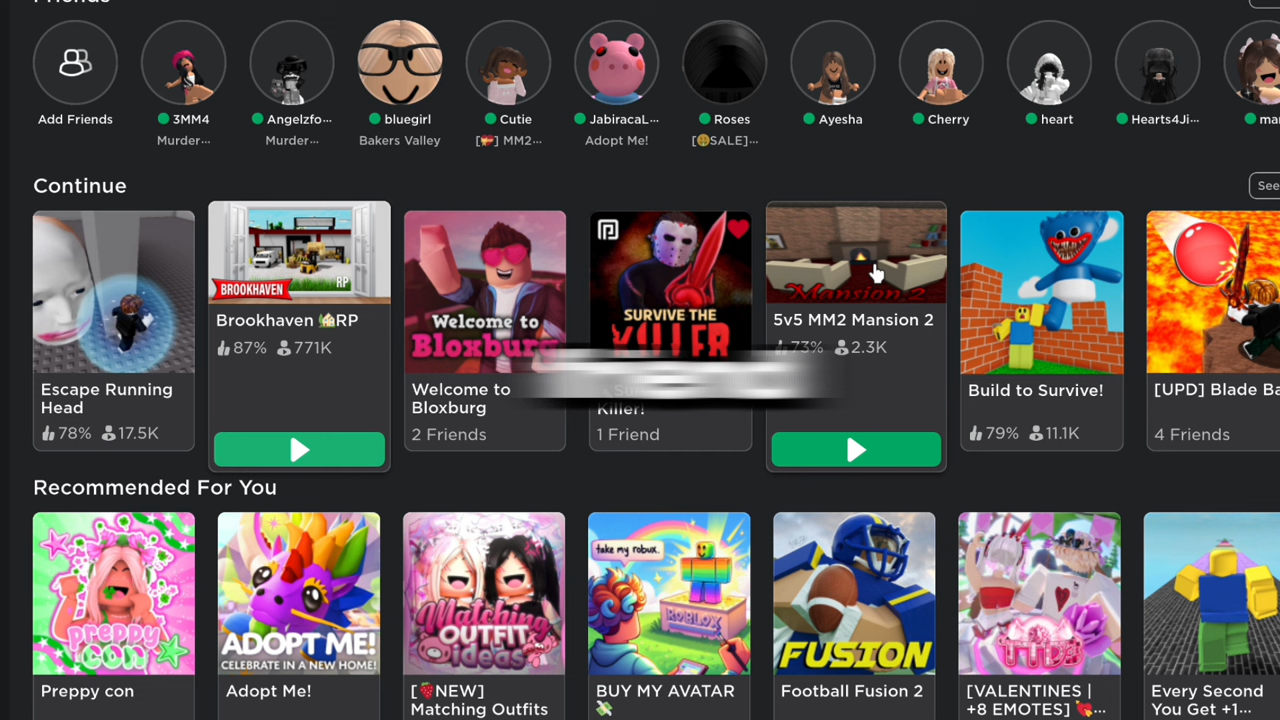 Friends
Add Friends
3MM4
Murder...
Angelzfo...
Murder...
bluegirl
Bakers Valley
Cutie
[💝] MM2...
JabiracaL...
Adopt Me!
Roses
[🪙SALE]...
Ayesha
Cherry
heart
Hearts4Ji...
Continue
See
BROOKHAVEN
RP
Welcome to
Bloxburg
SURVIVE THE
KILLER
Mansion 2
Escape Running
Head
78% 17.5K
Brookhaven 🏡RP
87% 771K
Welcome to
Bloxburg
2 Friends
Killer!
1 Friend
5v5 MM2 Mansion 2
73% 2.3K
Build to Survive!
79% 11.1K
[UPD] Blade Ba
4 Friends
Recommended For You
Preppy
con
ADOPT ME!
CELEBRATE IN A NEW HOME!
Matching
OUTFIT
ideas
take my robux.
ROBLOX
FUSION
TTD3
Preppy con
Adopt Me!
[🍓NEW]
Matching Outfits
BUY MY AVATAR
💸
Football Fusion 2
[VALENTINES |
+8 EMOTES] 💘...
Every Second
You Get +1...